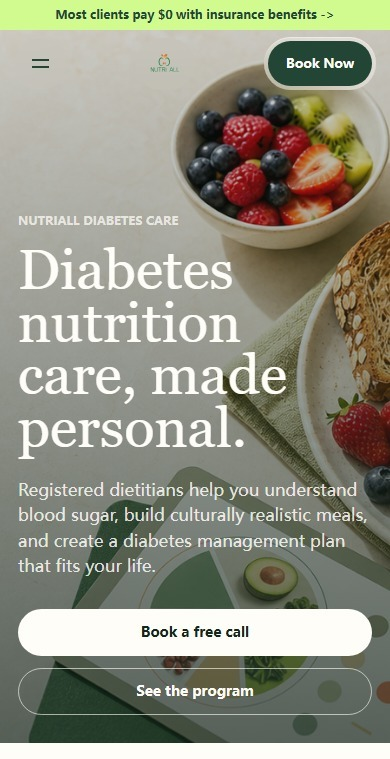 Most clients pay $0 with insurance benefits ->
NUTRI ALL
Book Now
NUTRIALL DIABETES CARE
Diabetes
nutrition
care, made
personal.
Registered dietitians help you understand
blood sugar, build culturally realistic meals,
and create a diabetes management plan
that fits your life.
Book a free call
See the program